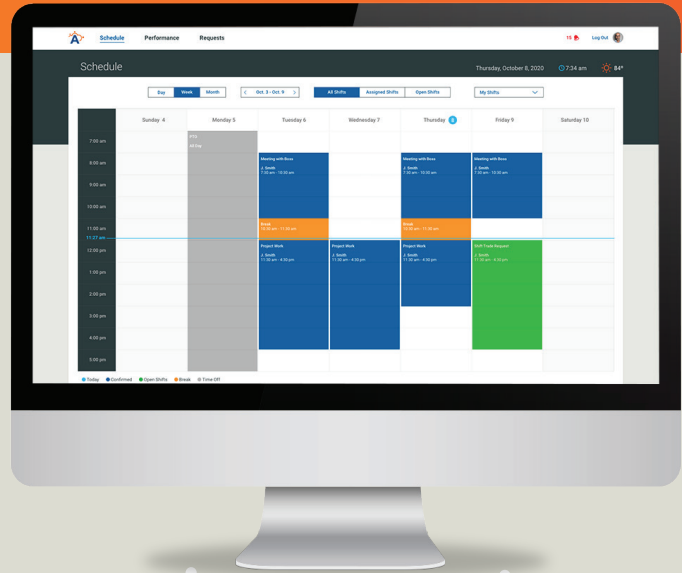 A
Schedule Performance Requests 15 Log Out
Schedule Thursday, October 8, 2020 7:34 am 84°
Day Week Month < Oct. 3 - Oct. 9 > All Shifts Assigned Shifts Open Shifts My Shifts
Sunday 4 Monday 5 Tuesday 6 Wednesday 7 Thursday 8 Friday 9 Saturday 10
PTO
All Day
7:00 am
8:00 am
9:00 am
10:00 am
11:00 am
11:27 am
12:00 pm
1:00 pm
2:00 pm
3:00 pm
4:00 pm
5:00 pm
Meeting with Boss
J. Smith
7:30 am - 10:30 am
Break
10:30 am - 11:30 am
Project Work
J. Smith
11:30 am - 4:30 pm
Project Work
J. Smith
11:30 am - 4:30 pm
Meeting with Boss
J. Smith
7:30 am - 10:30 am
Break
10:30 am - 11:30 am
Project Work
J. Smith
11:30 am - 4:30 pm
Meeting with Boss
J. Smith
7:30 am - 10:30 am
Shift Trade Request
J. Smith
11:30 am - 4:30 pm
Today Confirmed Open Shifts Break Time Off